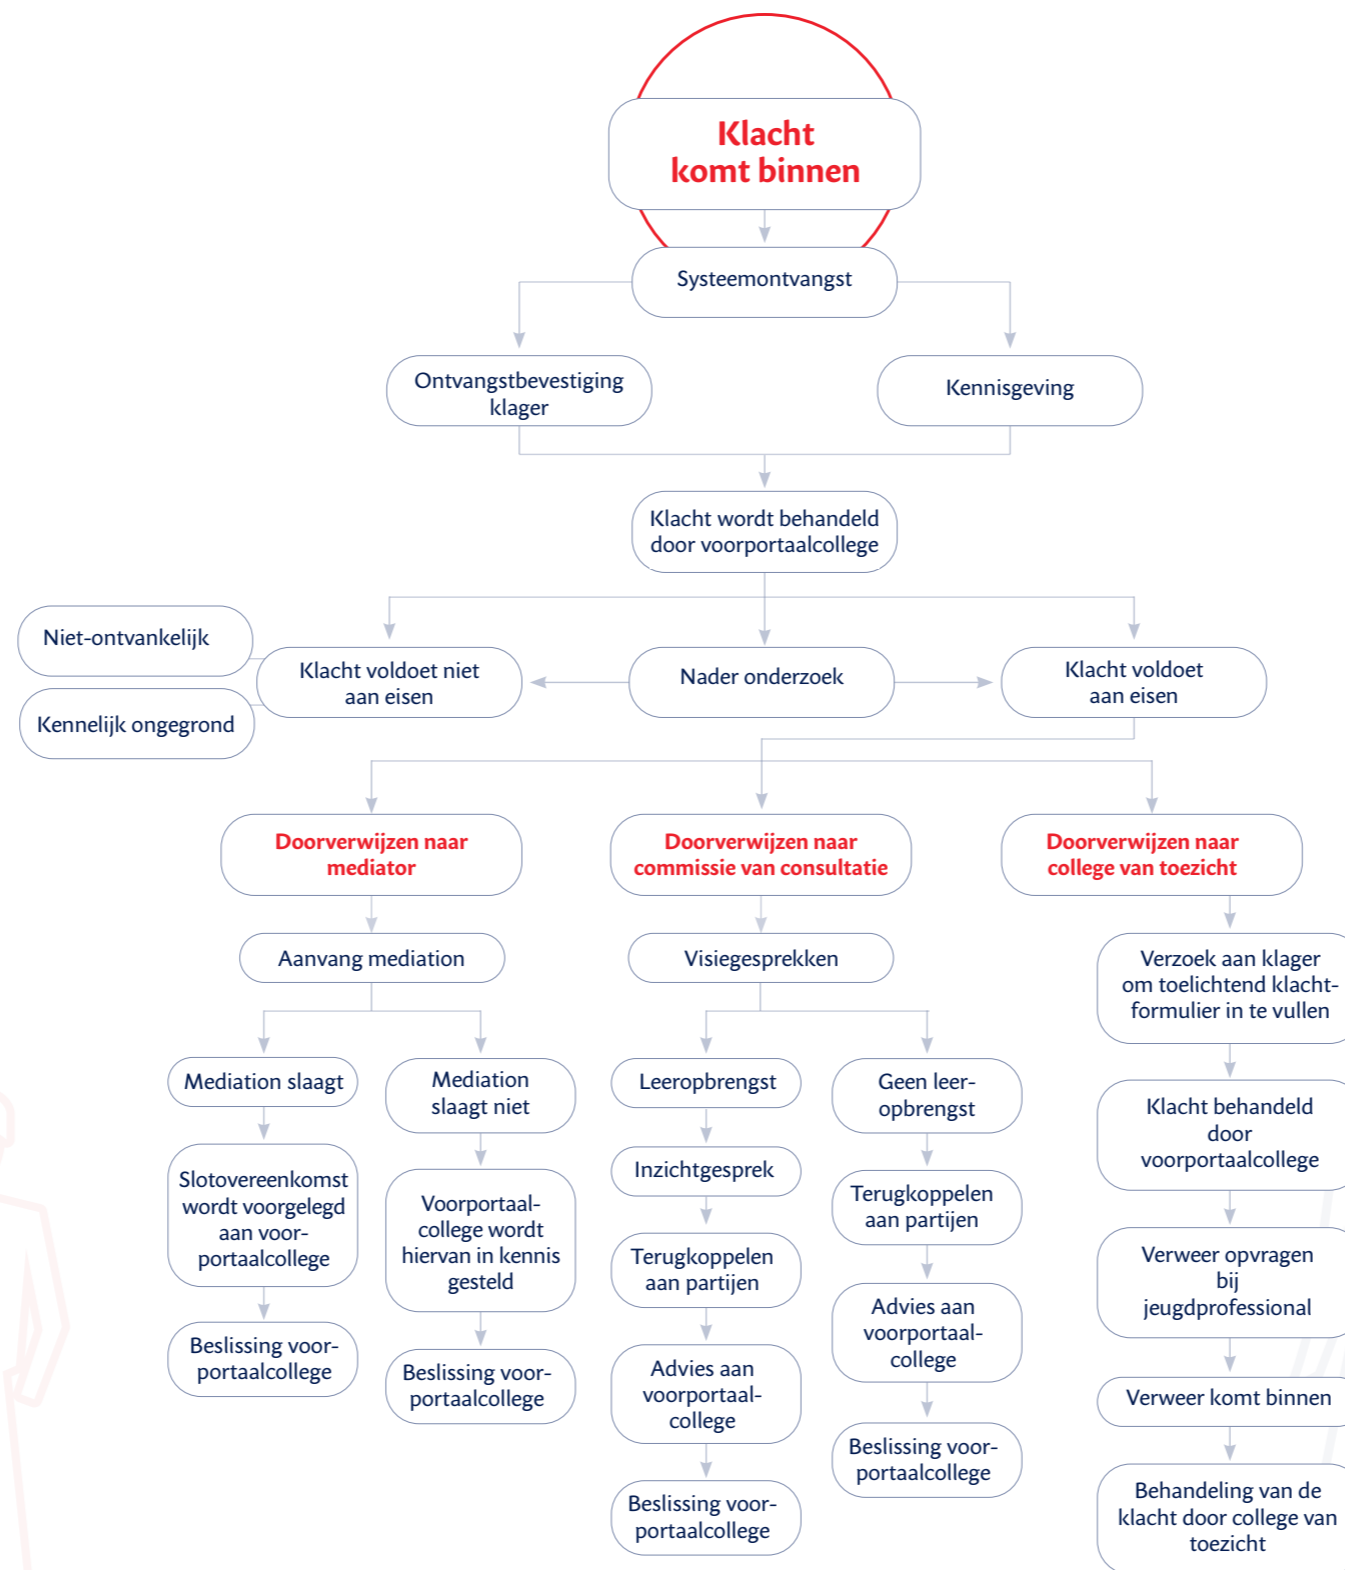 Klacht
komt binnen
Systeemontvangst
Ontvangstbevestiging
klager
Kennisgeving
Klacht wordt behandeld
door voorportaalcollege
Niet-ontvankelijk
Kennelijk ongegrond
Klacht voldoet niet
aan eisen
Nader onderzoek
Klacht voldoet
aan eisen
Doorverwijzen naar
mediator
Aanvang mediation
Mediation slaagt
Slotovereenkomst
wordt voorgelegd
aan voor-
portaalcollege
Beslissing voor-
portaalcollege
Mediation
slaagt niet
Voorportaal-
college wordt
hiervan in kennis
gesteld
Beslissing voor-
portaalcollege
Doorverwijzen naar
commissie van consultatie
Visiegesprekken
Leeropbrengst
Inzichtgesprek
Terugkoppelen
aan partijen
Advies aan
voorportaal-
college
Beslissing voor-
portaalcollege
Geen leer-
opbrengst
Terugkoppelen
aan partijen
Advies aan
voorportaal-
college
Beslissing voor-
portaalcollege
Doorverwijzen naar
college van toezicht
Verzoek aan klager
om toelichtend klacht-
formulier in te vullen
Klacht behandeld
door
voorportaalcollege
Verweer opvragen
bij
jeugdprofessional
Verweer komt binnen
Behandeling van de
klacht door college van
toezicht